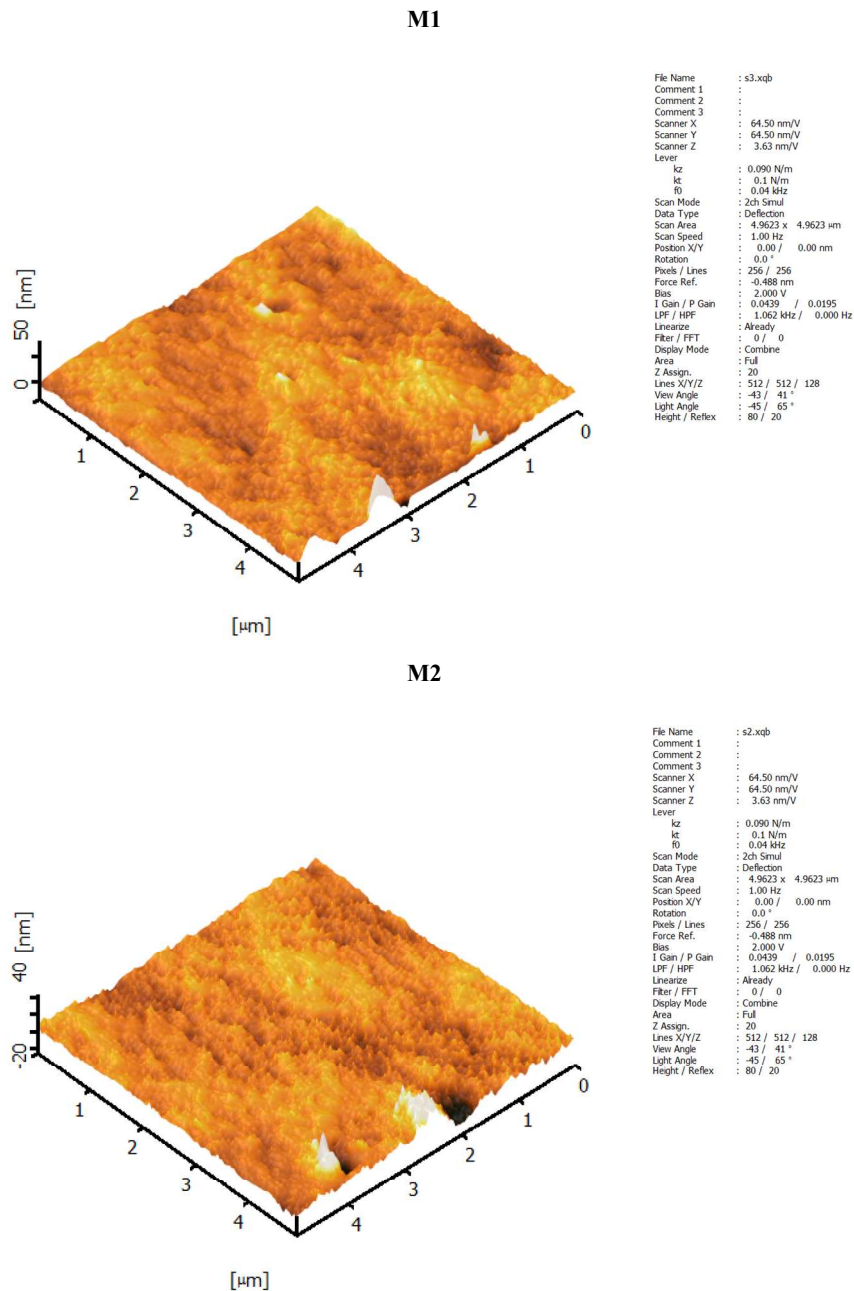 M1
File Name : s3.xqb
Comment 1 :
Comment 2 :
Comment 3 :
Scanner X : 64.50 nm/V
Scanner Y : 64.50 nm/V
Scanner Z : 3.63 nm/V
Lever
kz : 0.090 N/m
kt : 0.1 N/m
f0 : 0.04 kHz
Scan Mode : 2ch Simul
Data Type : Deflection
Scan Area : 4.9623 x 4.9623 μm
Scan Speed : 1.00 Hz
Position X/Y : 0.00 / 0.00 nm
Rotation : 0.0 °
Pixels / Lines : 256 / 256
Force Ref. : -0.488 nm
Bias : 2.000 V
I Gain / P Gain : 0.0439 / 0.0195
LPF / HPF : 1.062 kHz / 0.000 Hz
Linearize : Already
Filter / FFT : 0 / 0
Display Mode : Combine
Area : Full
Z Assign. : 20
Lines X/Y/Z : 512 / 512 / 128
View Angle : -43 / 41 °
Light Angle : -45 / 65 °
Height / Reflex : 80 / 20
0 50 [nm]
1 2 3 4
4 3 2 1 0
[μm]
M2
File Name : s2.xqb
Comment 1 :
Comment 2 :
Comment 3 :
Scanner X : 64.50 nm/V
Scanner Y : 64.50 nm/V
Scanner Z : 3.63 nm/V
Lever
kz : 0.090 N/m
kt : 0.1 N/m
f0 : 0.04 kHz
Scan Mode : 2ch Simul
Data Type : Deflection
Scan Area : 4.9623 x 4.9623 μm
Scan Speed : 1.00 Hz
Position X/Y : 0.00 / 0.00 nm
Rotation : 0.0 °
Pixels / Lines : 256 / 256
Force Ref. : -0.488 nm
Bias : 2.000 V
I Gain / P Gain : 0.0439 / 0.0195
LPF / HPF : 1.062 kHz / 0.000 Hz
Linearize : Already
Filter / FFT : 0 / 0
Display Mode : Combine
Area : Full
Z Assign. : 20
Lines X/Y/Z : 512 / 512 / 128
View Angle : -43 / 41 °
Light Angle : -45 / 65 °
Height / Reflex : 80 / 20
-20 40 [nm]
1 2 3 4
4 3 2 1 0
[μm]